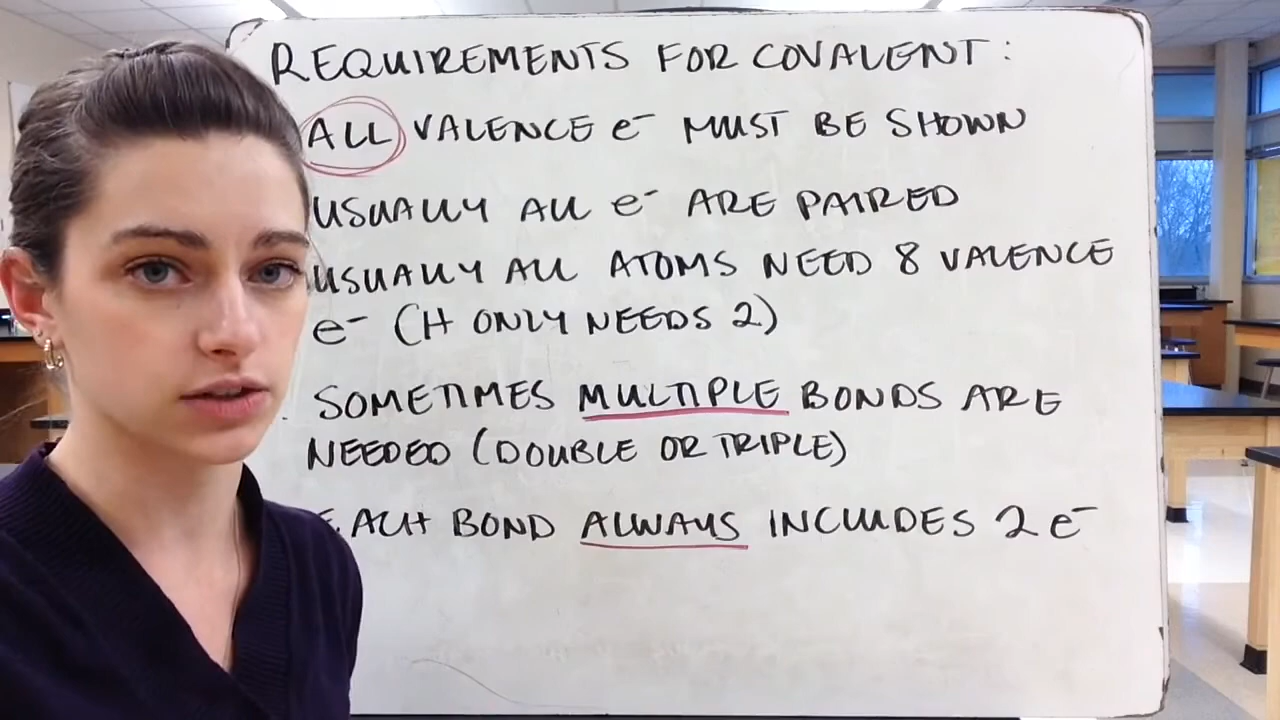 REQUIREMENTS FOR COVALENT:
ALL VALENCE e⁻ MUST BE SHOWN
USUALLY ALL e⁻ ARE PAIRED
USUALLY ALL ATOMS NEED 8 VALENCE
e⁻ (H ONLY NEEDS 2)
SOMETIMES MULTIPLE BONDS ARE
NEEDED (DOUBLE OR TRIPLE)
EACH BOND ALWAYS INCLUDES 2 e⁻